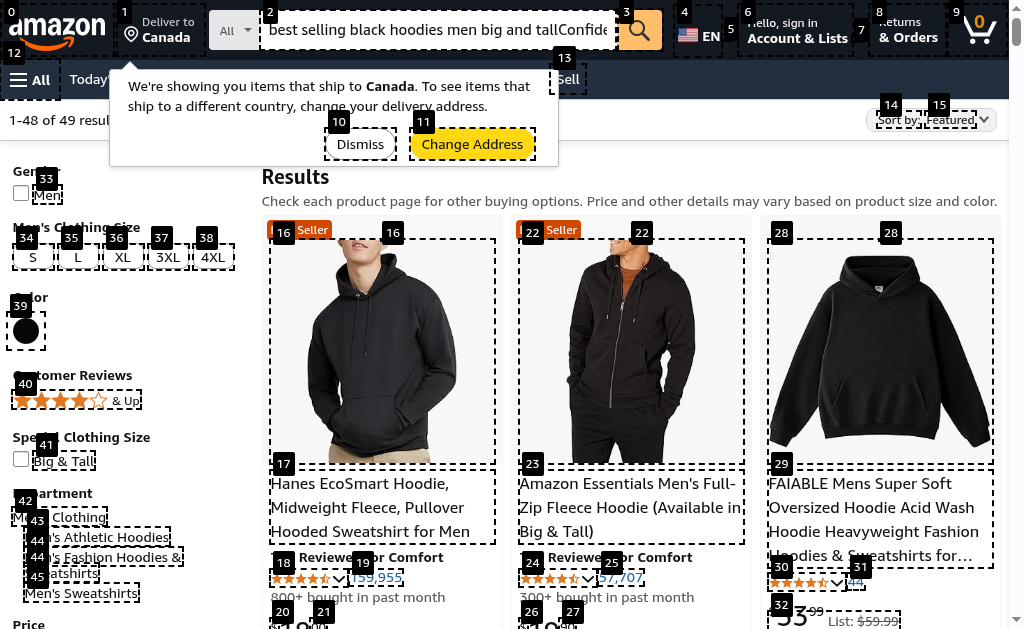 0
1
2
3
4
5
6
7
8
9
amazon
Deliver to
Canada
All
best selling black hoodies men big and tallConfide
EN
Hello, sign in
Account & Lists
Returns
& Orders
0
12
All
Today'
13
Sell
We're showing you items that ship to Canada. To see items that
ship to a different country, change your delivery address.
10
Dismiss
11
Change Address
1-48 of 49 resul
14
Sort by:
15
Featured
33
Men
Men's Clothing Size
34
S
35
L
36
XL
37
3XL
38
4XL
39
40
Customer Reviews
& Up
Special Clothing Size
41
Big & Tall
Department
42
Men's Clothing
43
Men's Athletic Hoodies
44
44
Men's Fashion Hoodies &
Sweatshirts
45
Men's Sweatshirts
Price
Results
Check each product page for other buying options. Price and other details may vary based on product size and color.
16
16
Seller
17
Hanes EcoSmart Hoodie,
Midweight Fleece, Pullover
Hooded Sweatshirt for Men
Reviewed for Comfort
18
19
159,955
800+ bought in past month
20
21
22
22
Seller
23
Amazon Essentials Men's Full-
Zip Fleece Hoodie (Available in
Big & Tall)
Reviewed for Comfort
24
25
57,707
300+ bought in past month
26
27
28
28
29
FAIABLE Mens Super Soft
Oversized Hoodie Acid Wash
Hoodie Heavyweight Fashion
Hoodies & Sweatshirts for…
30
31
44
32
53 99
List: $59.99